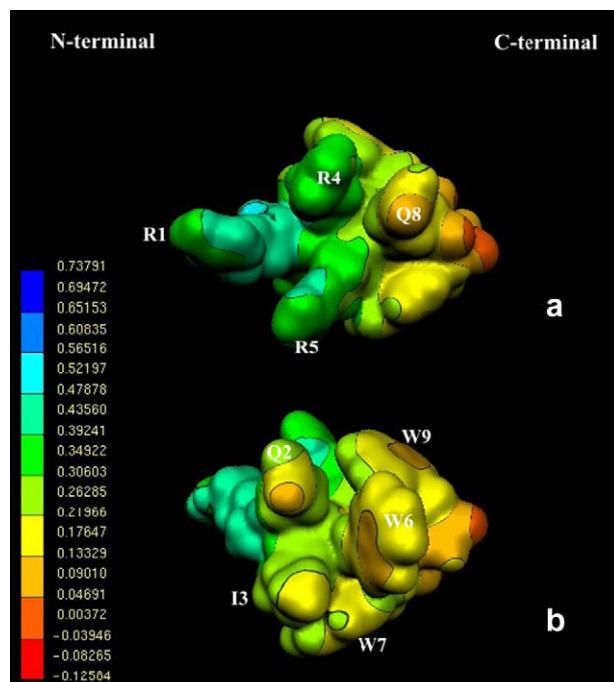 N-terminal C-terminal
R4
Q8
R1
R5
a
0.73791
0.69472
0.65153
0.60835
0.56516
0.52197
0.47878
0.43560
0.39241
0.34922
0.30603
0.26285
0.21966
0.17647
0.13329
0.09010
0.04691
0.00372
-0.03946
-0.08265
-0.12584
W9
Q2
W6
I3
W7
b